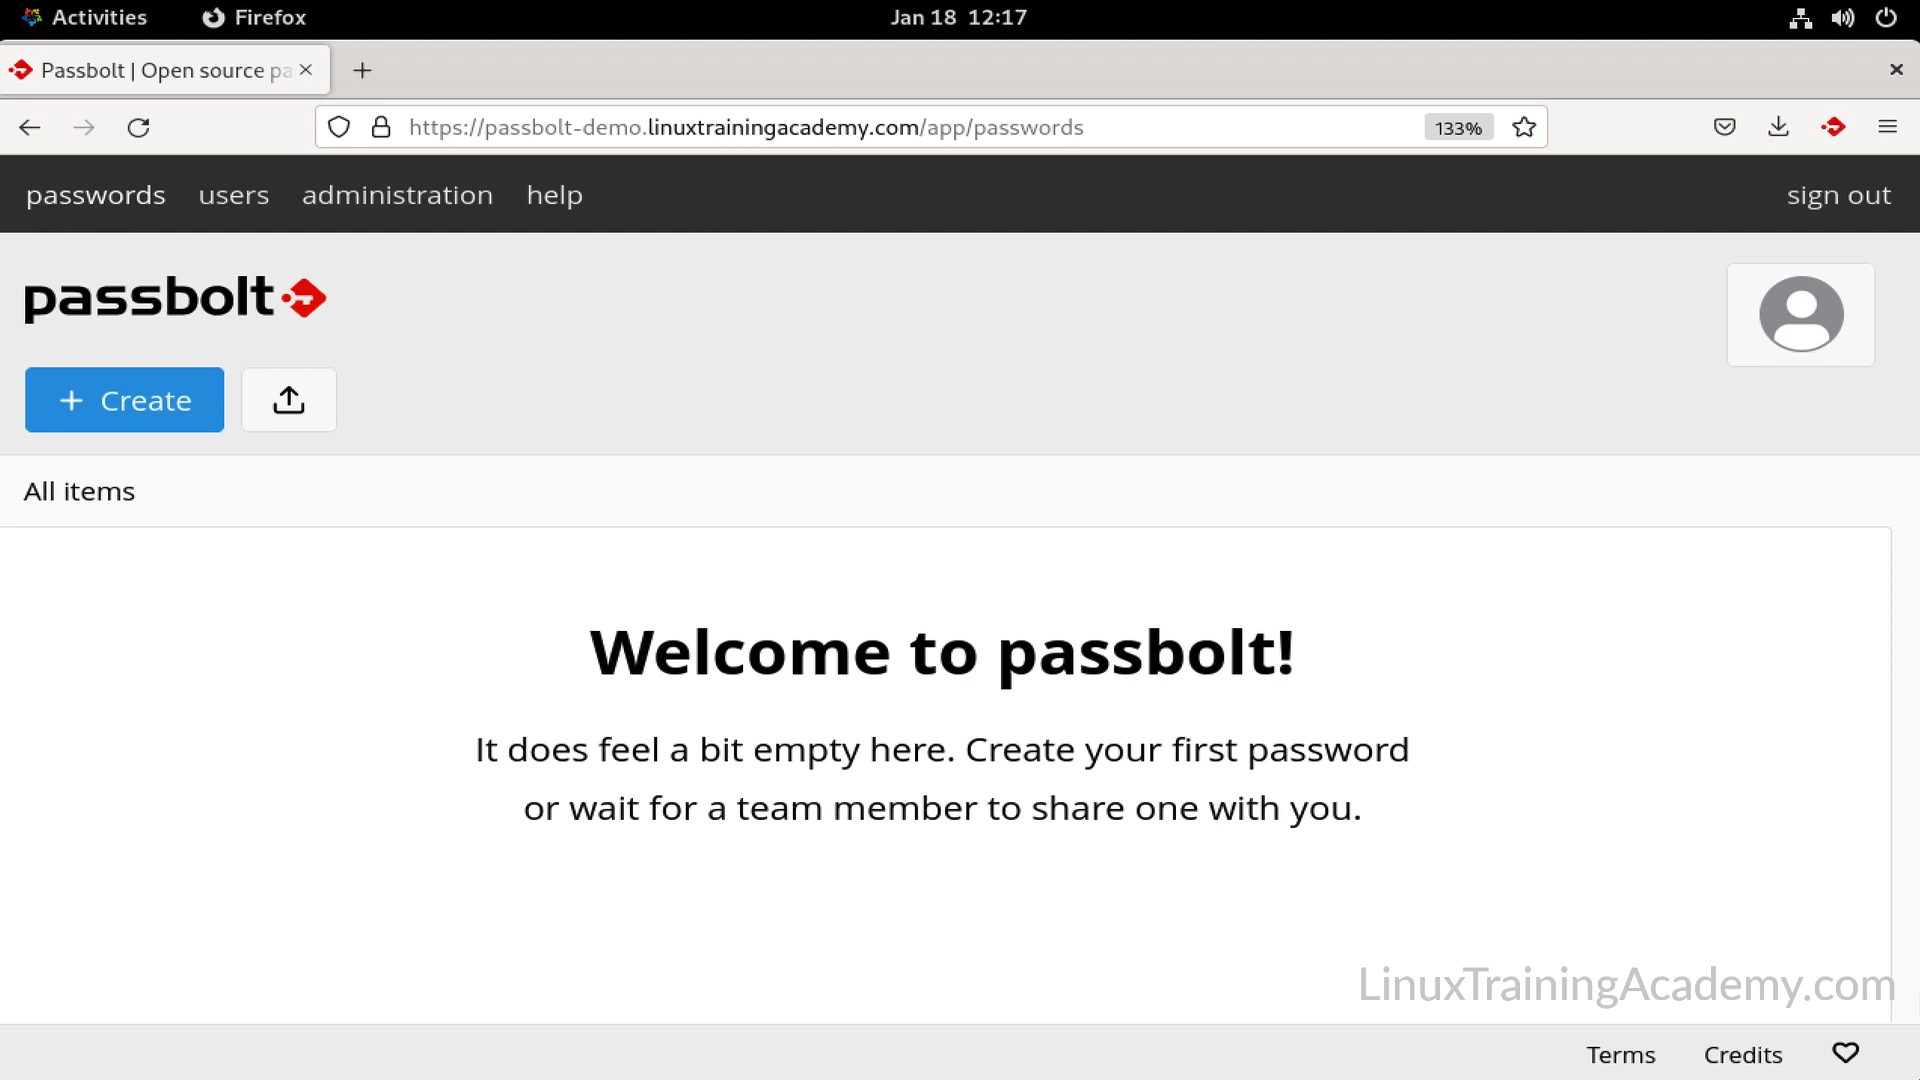 Activities Firefox Jan 18 12:17
Passbolt | Open source pa
https://passbolt-demo.linuxtrainingacademy.com/app/passwords 133%
passwords users administration help sign out
passbolt
Create
All items
Welcome to passbolt!
It does feel a bit empty here. Create your first password
or wait for a team member to share one with you.
LinuxTrainingAcademy.com
Terms Credits